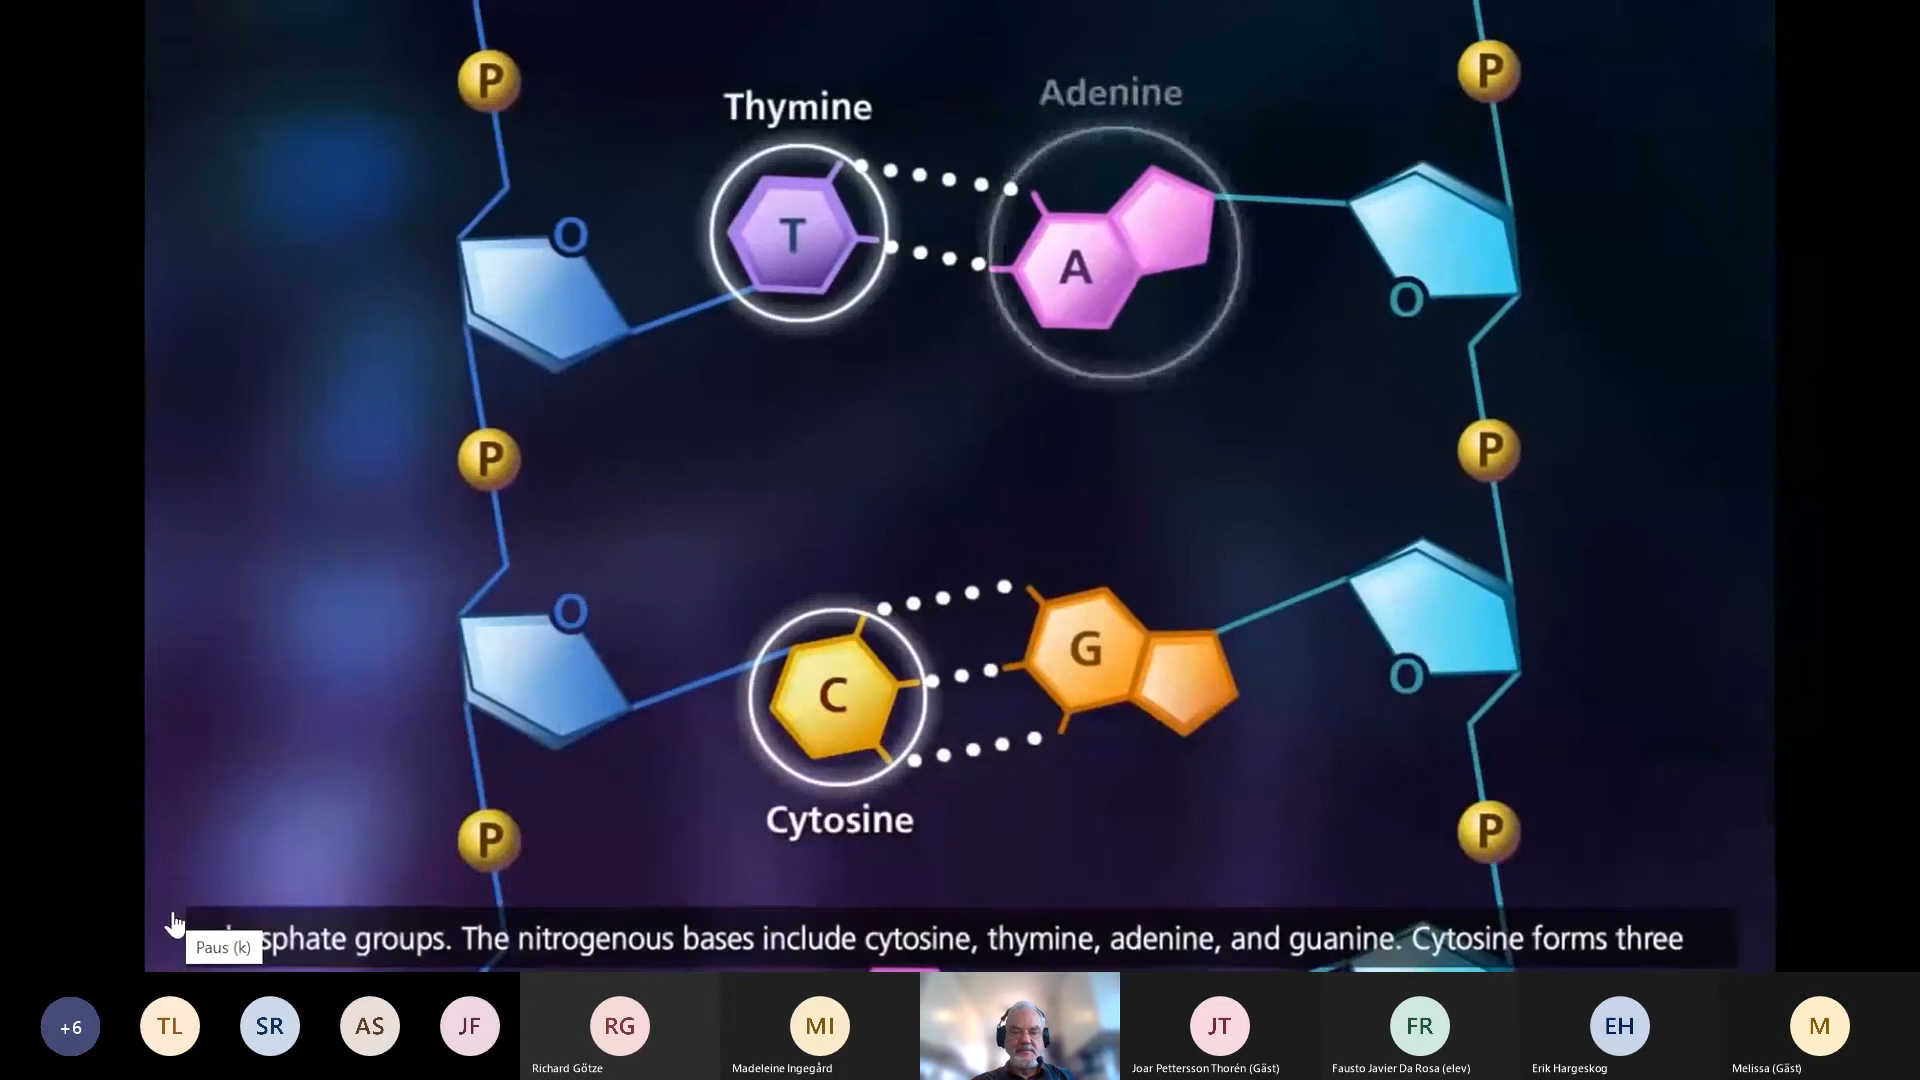 P
P
Thymine
Adenine
T
A
O
O
P
P
O
O
C
G
Cytosine
P
P
sphate groups. The nitrogenous bases include cytosine, thymine, adenine, and guanine. Cytosine forms three
Paus (k)
+6
TL
SR
AS
JF
RG
MI
JT
FR
EH
M
Richard Götze
Madeleine Ingegård
Joar Pettersson Thorén (Gäst)
Fausto Javier Da Rosa (elev)
Erik Hargeskog
Melissa (Gäst)